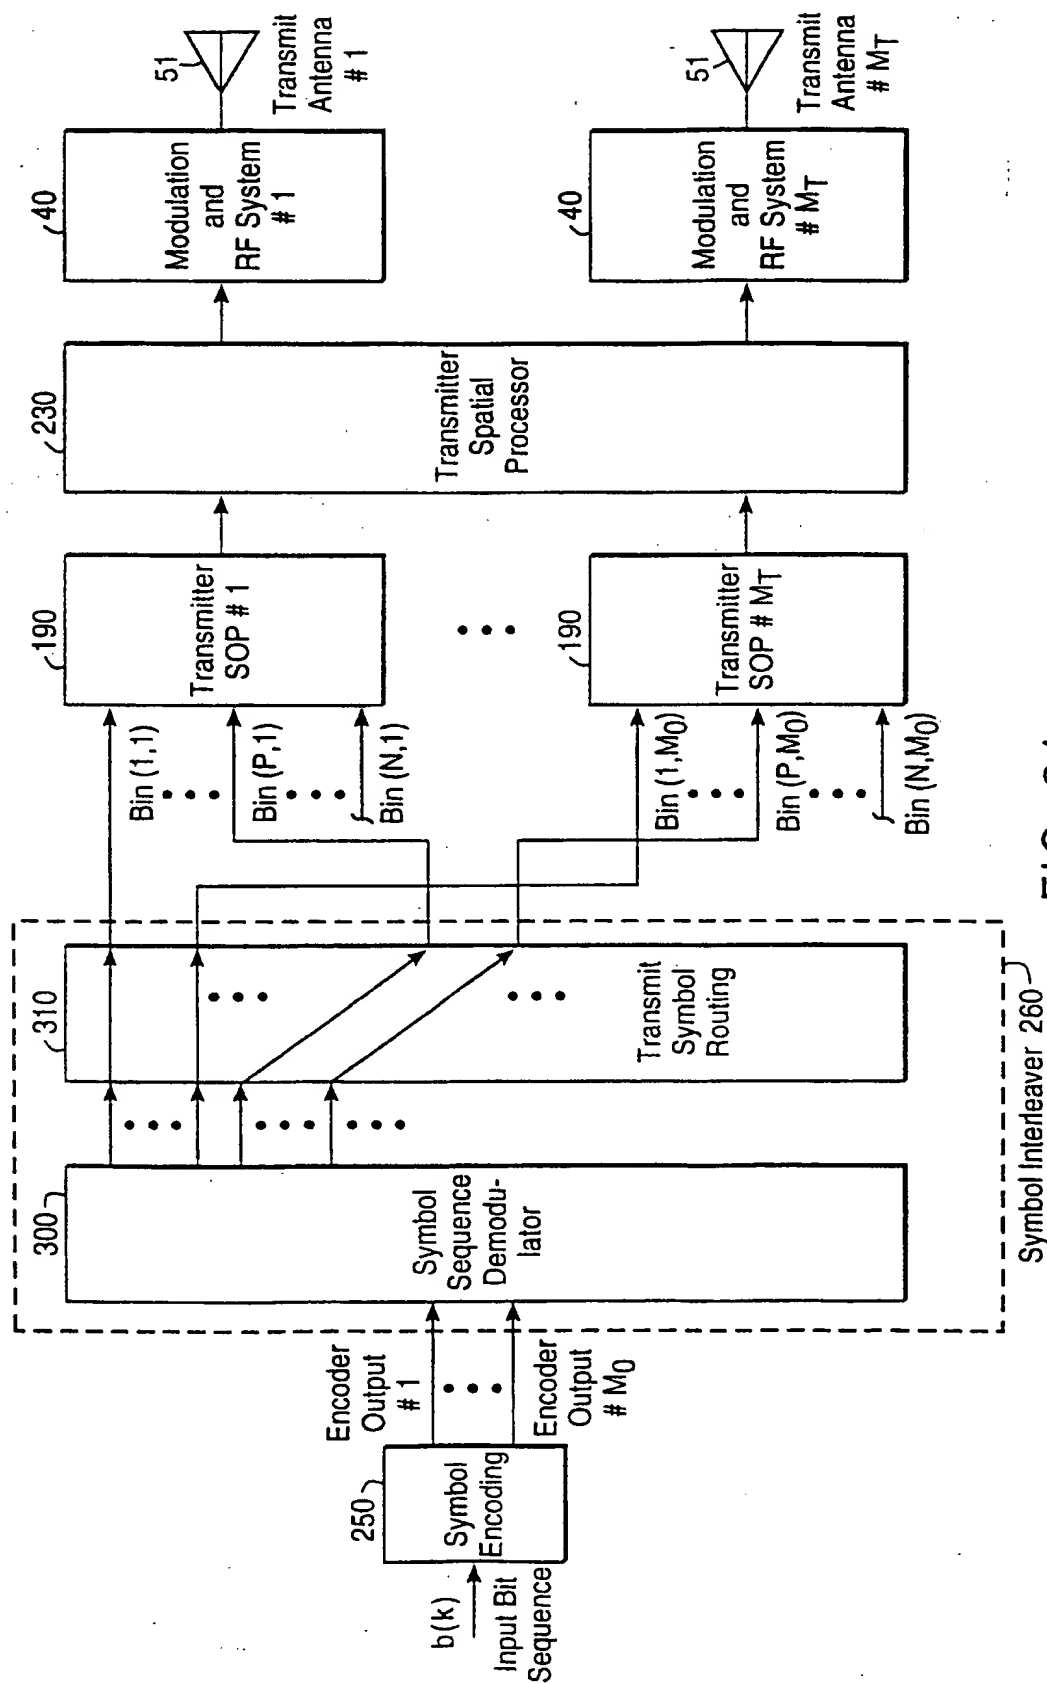 b(k)
Input Bit
Sequence
250
Symbol
Encoding
Encoder
Output
# 1
Encoder
Output
# M0
300
Symbol
Sequence
Demodu-
lator
310
Transmit
Symbol
Routing
Symbol Interleaver 260
Bin (1,1)
Bin (P,1)
Bin (N,1)
Bin (1,M0)
Bin (P,M0)
Bin (N,M0)
190
Transmitter
SOP # 1
190
Transmitter
SOP # MT
230
Transmitter
Spatial
Processor
40
Modulation
and
RF System
# 1
40
Modulation
and
RF System
# MT
51
Transmit
Antenna
# 1
51
Transmit
Antenna
# MT